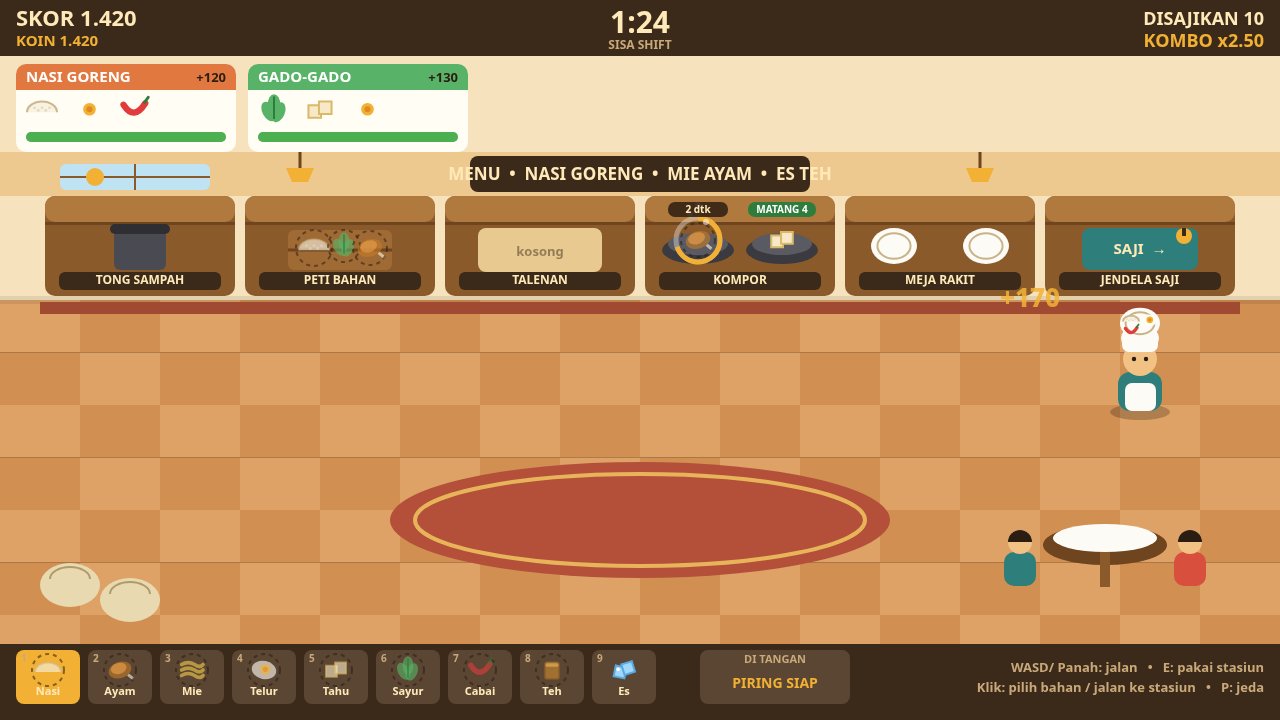 SKOR 1.420
KOIN 1.420
1:24
SISA SHIFT
DISAJIKAN 10
KOMBO x2.50
NASI GORENG +120
GADO-GADO +130
MENU • NASI GORENG • MIE AYAM • ES TEH
2 dtk
MATANG 4
kosong
SAJI →
TONG SAMPAH
PETI BAHAN
TALENAN
KOMPOR
MEJA RAKIT
JENDELA SAJI
+170
1 Nasi
2 Ayam
3 Mie
4 Telur
5 Tahu
6 Sayur
7 Cabai
8 Teh
9 Es
DI TANGAN
PIRING SIAP
WASD/ Panah: jalan • E: pakai stasiun
Klik: pilih bahan / jalan ke stasiun • P: jeda